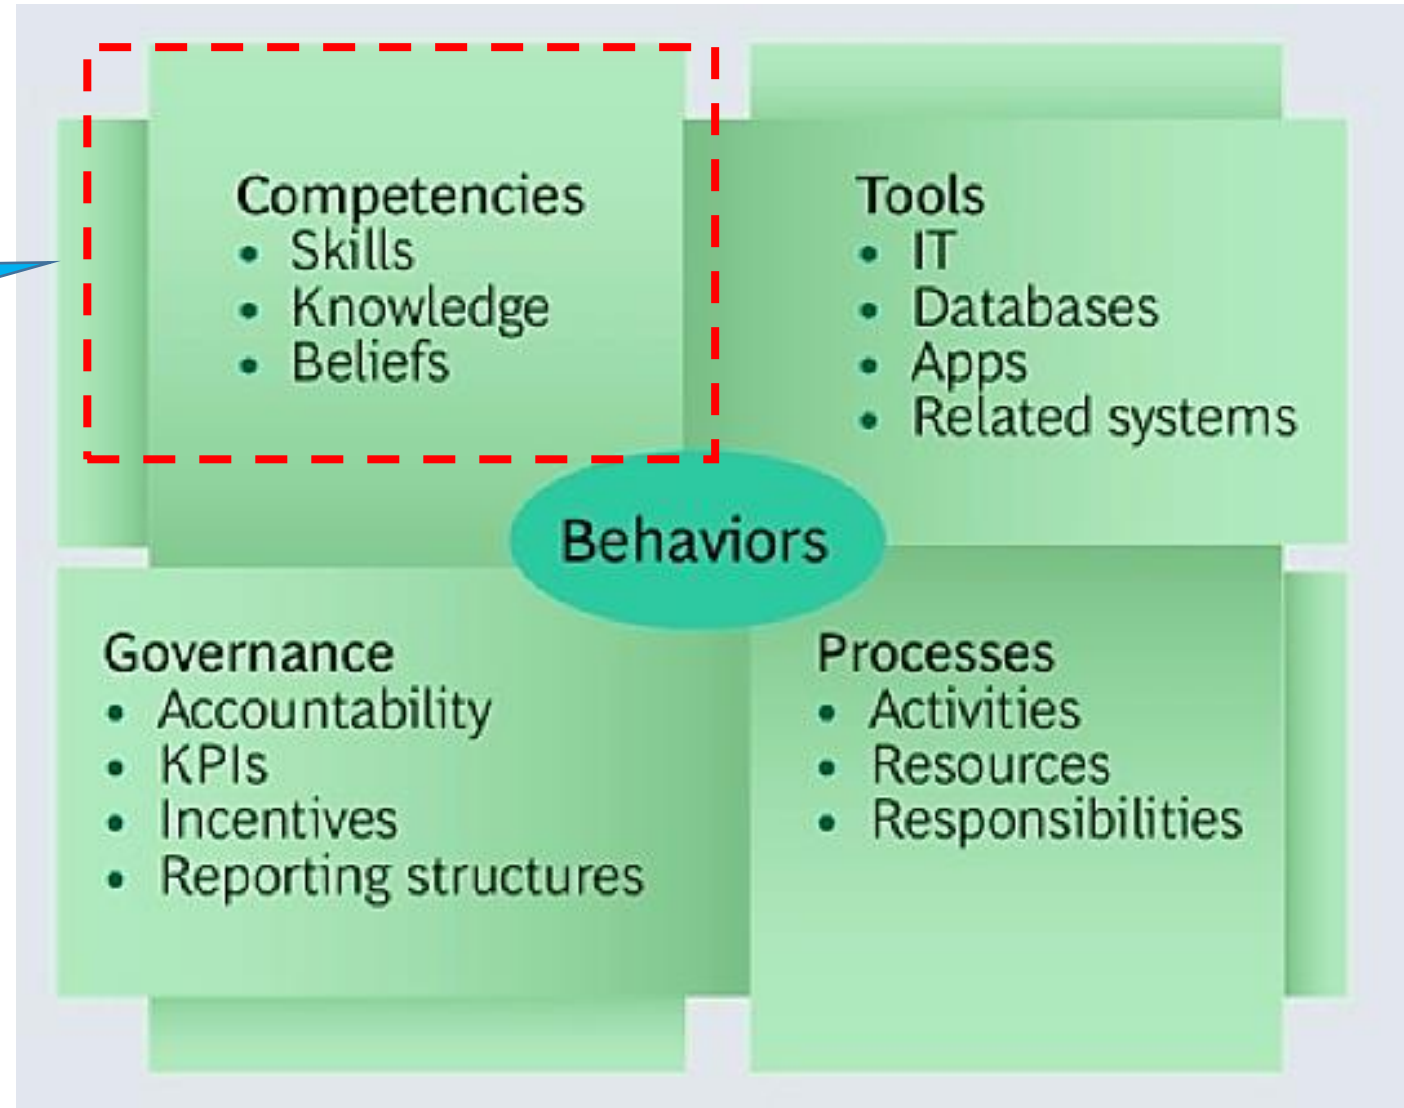 Competencies
• Skills
• Knowledge
• Beliefs
Tools
• IT
• Databases
• Apps
• Related systems
Behaviors
Governance
• Accountability
• KPIs
• Incentives
• Reporting structures
Processes
• Activities
• Resources
• Responsibilities